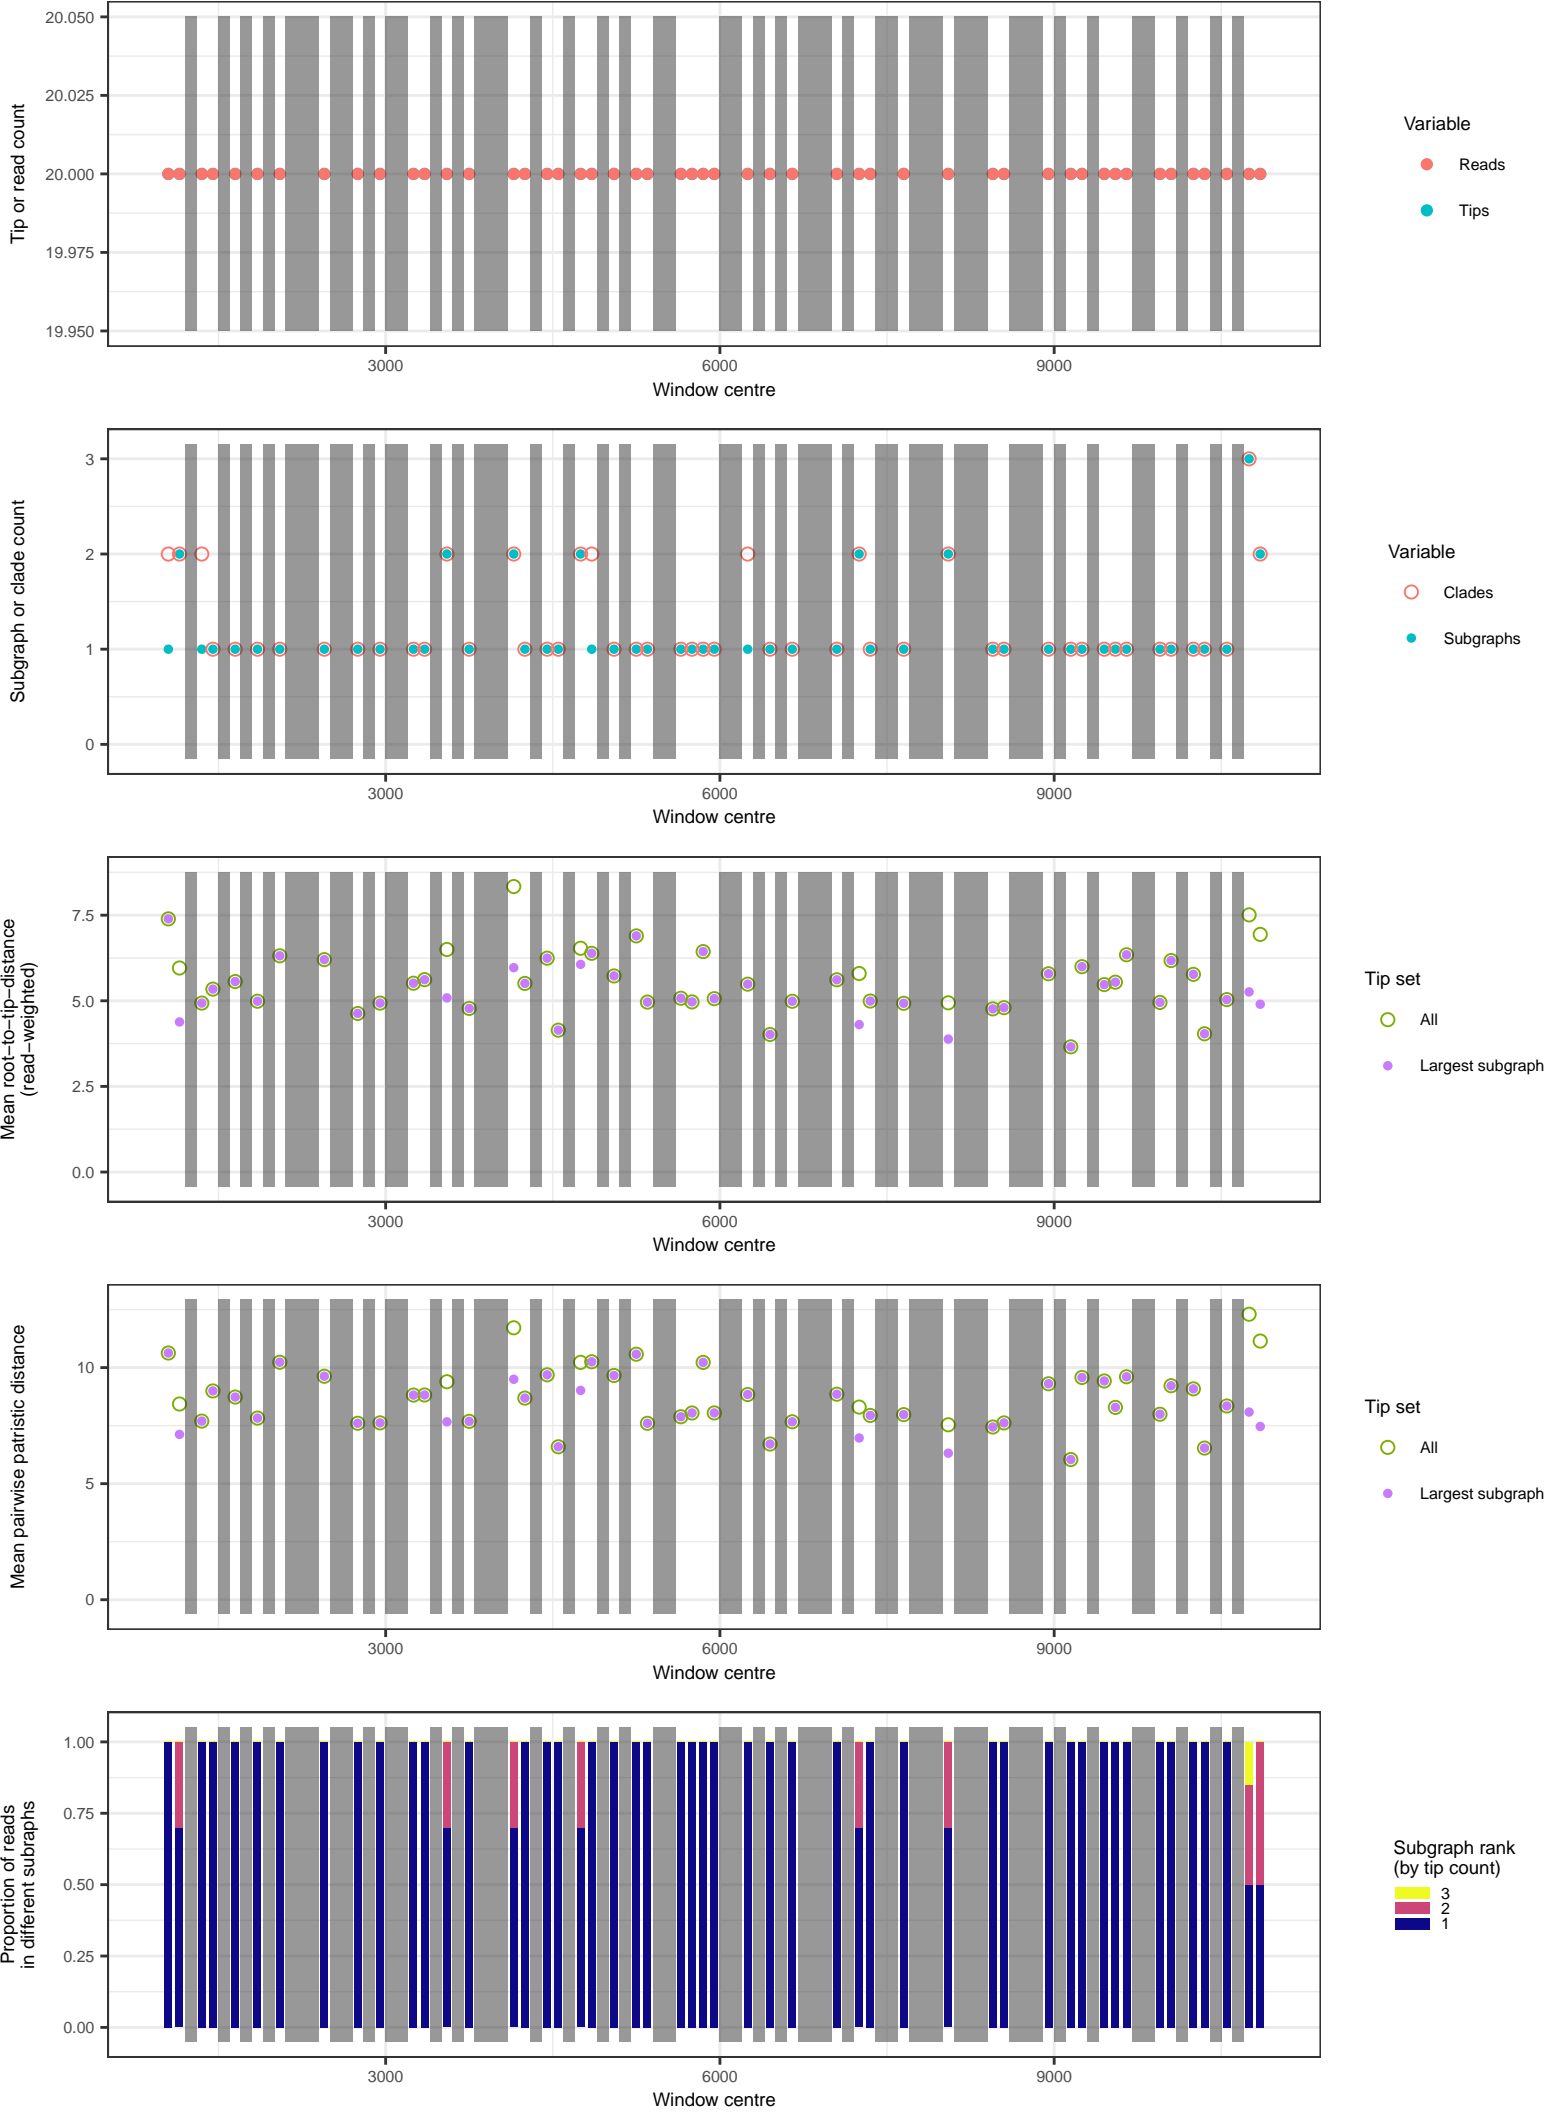 20.050
20.025
20.000
19.975
19.950
Tip or read count
3000 6000 9000
Window centre
Variable
Reads
Tips
3
2
1
0
Subgraph or clade count
3000 6000 9000
Window centre
Variable
Clades
Subgraphs
7.5
5.0
2.5
0.0
Mean root−to−tip−distance
(read−weighted)
3000 6000 9000
Window centre
Tip set
All
Largest subgraph
10
5
0
Mean pairwise patristic distance
3000 6000 9000
Window centre
Tip set
All
Largest subgraph
1.00
0.75
0.50
0.25
0.00
Proportion of reads
in different subraphs
3000 6000 9000
Window centre
Subgraph rank
(by tip count)
3
2
1